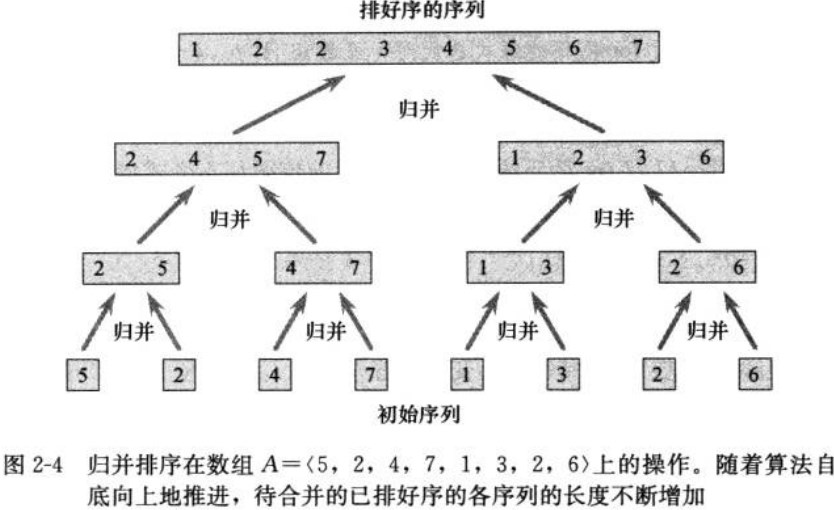 排好序的序列
1 2 2 3 4 5 6 7
归并
2 4 5 7 1 2 3 6
归并 归并
2 5 4 7 1 3 2 6
归并 归并 归并 归并
5 2 4 7 1 3 2 6
初始序列
图 2-4 归并排序在数组 A=〈5, 2, 4, 7, 1, 3, 2, 6〉上的操作。随着算法自
底向上地推进，待合并的已排好序的各序列的长度不断增加